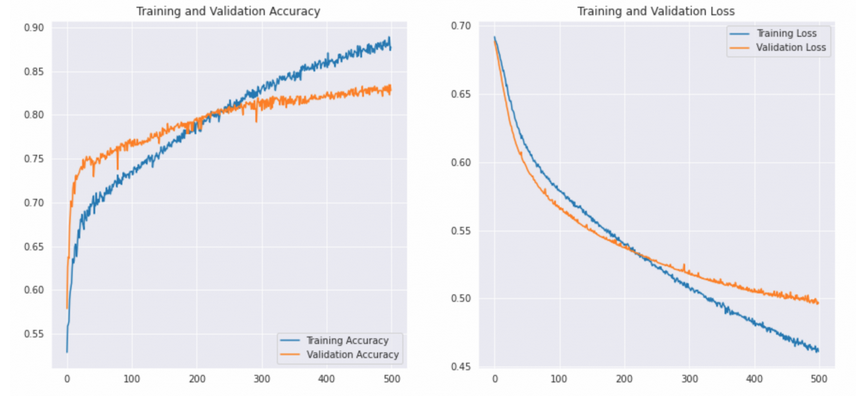 Training and Validation Accuracy
0.90
0.85
0.80
0.75
0.70
0.65
0.60
0.55
0 100 200 300 400 500
Training Accuracy
Validation Accuracy
Training and Validation Loss
0.70
0.65
0.60
0.55
0.50
0.45
0 100 200 300 400 500
Training Loss
Validation Loss